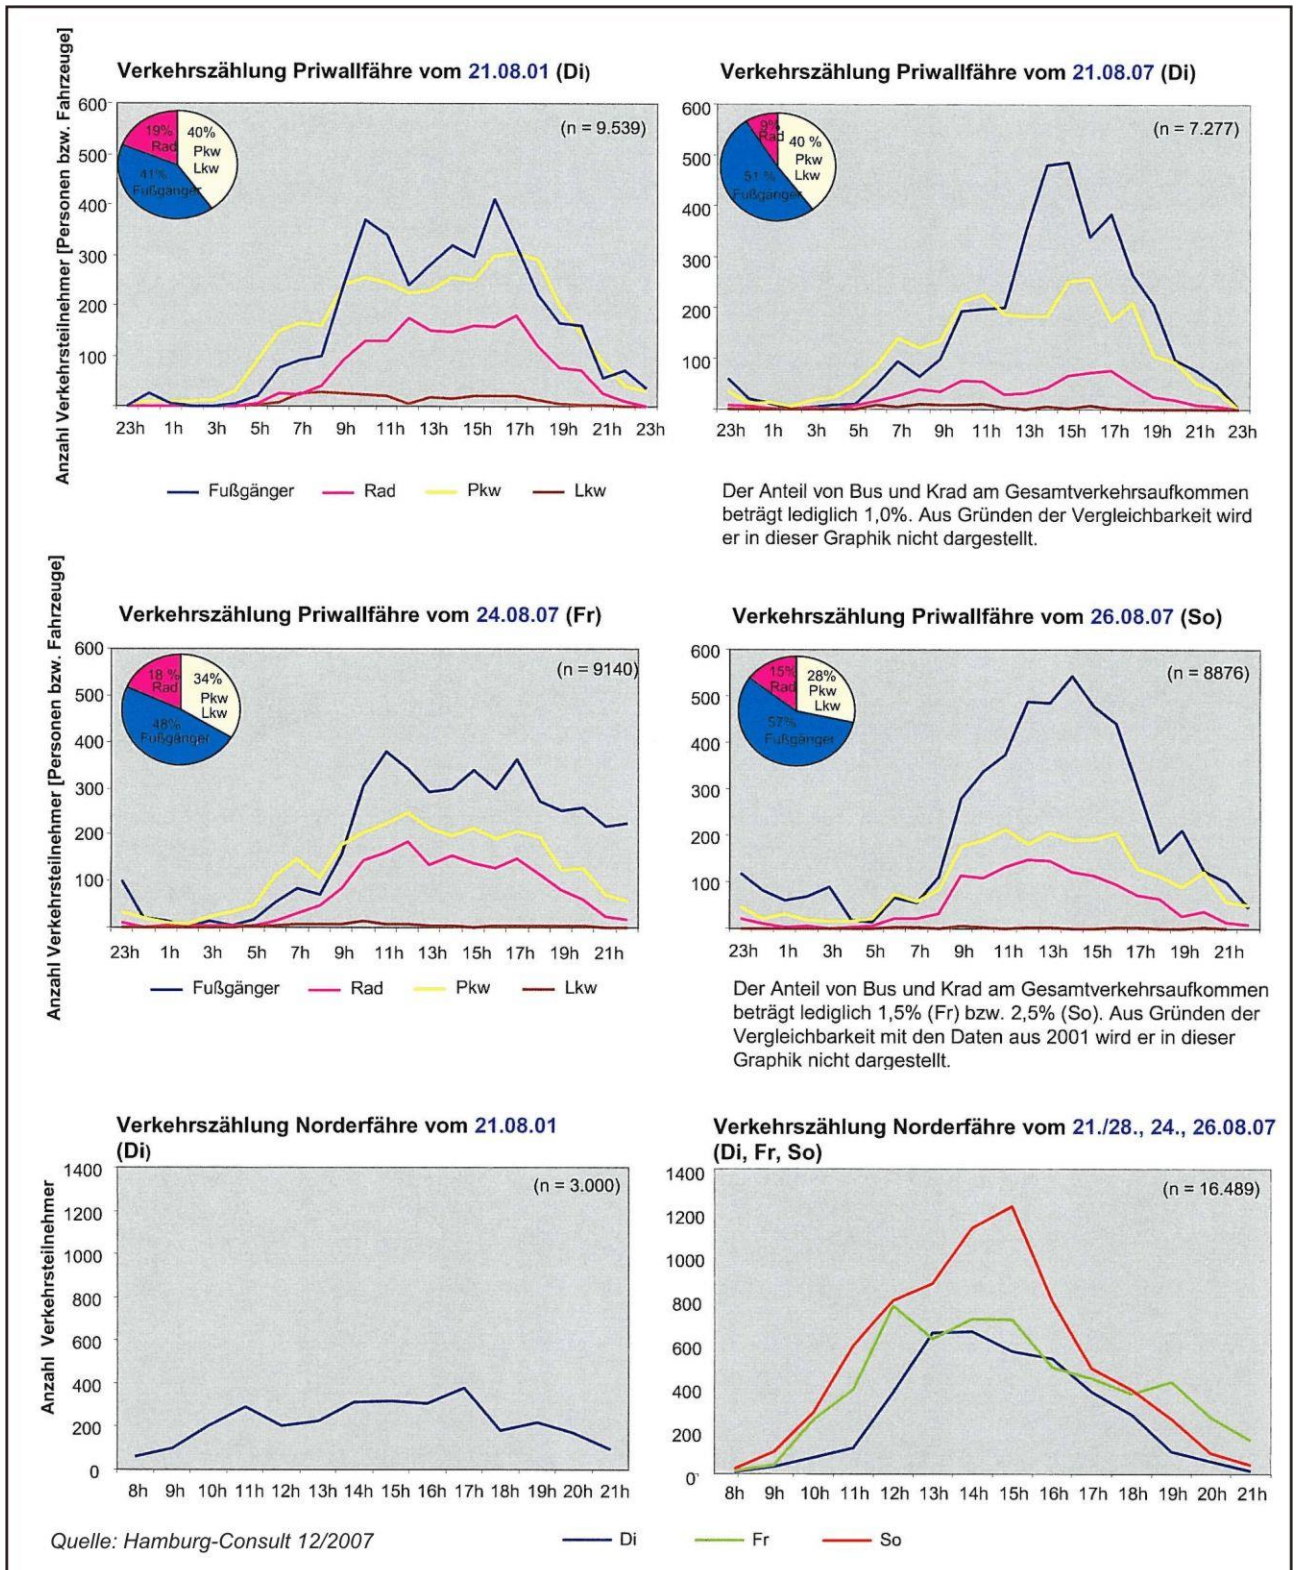 Anzahl Verkehrsteilnehmer [Personen bzw. Fahrzeuge]
Verkehrszählung Priwallfähre vom 21.08.01 (Di)
600
500
400
300
200
100
(n = 9.539)
19%
Rad
40%
Pkw
Lkw
41%
Fußgänger
23h 1h 3h 5h 7h 9h 11h 13h 15h 17h 19h 21h 23h
Verkehrszählung Priwallfähre vom 21.08.07 (Di)
600
500
400
300
200
100
(n = 7.277)
9%
Rad
40 %
Pkw
Lkw
51 %
Fußgänger
23h 1h 3h 5h 7h 9h 11h 13h 15h 17h 19h 21h 23h
Fußgänger Rad Pkw Lkw
Der Anteil von Bus und Krad am Gesamtverkehrsaufkommen
beträgt lediglich 1,0%. Aus Gründen der Vergleichbarkeit wird
er in dieser Graphik nicht dargestellt.
Anzahl Verkehrsteilnehmer [Personen bzw. Fahrzeuge]
Verkehrszählung Priwallfähre vom 24.08.07 (Fr)
600
500
400
300
200
100
(n = 9140)
18 %
Rad
34%
Pkw
Lkw
48%
Fußgänger
23h 1h 3h 5h 7h 9h 11h 13h 15h 17h 19h 21h
Verkehrszählung Priwallfähre vom 26.08.07 (So)
600
500
400
300
200
100
(n = 8876)
15%
Rad
28%
Pkw
Lkw
57%
Fußgänger
23h 1h 3h 5h 7h 9h 11h 13h 15h 17h 19h 21h
Fußgänger Rad Pkw Lkw
Der Anteil von Bus und Krad am Gesamtverkehrsaufkommen
beträgt lediglich 1,5% (Fr) bzw. 2,5% (So). Aus Gründen der
Vergleichbarkeit mit den Daten aus 2001 wird er in dieser
Graphik nicht dargestellt.
Anzahl Verkehrsteilnehmer
Verkehrszählung Norderfähre vom 21.08.01
(Di)
1400
1200
1000
800
600
400
200
0
(n = 3.000)
8h 9h 10h 11h 12h 13h 14h 15h 16h 17h 18h 19h 20h 21h
Verkehrszählung Norderfähre vom 21./28., 24., 26.08.07
(Di, Fr, So)
1400
1200
1000
800
600
400
200
0
(n = 16.489)
8h 9h 10h 11h 12h 13h 14h 15h 16h 17h 18h 19h 20h 21h
Quelle: Hamburg-Consult 12/2007
Di Fr So